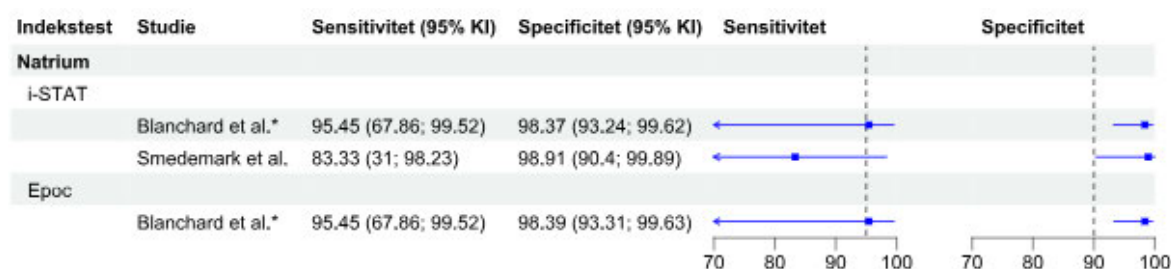 Indekstest Studie Sensitivitet (95% KI) Specificitet (95% KI) Sensitivitet Specificitet
Natrium
i-STAT
Blanchard et al.* 95.45 (67.86; 99.52) 98.37 (93.24; 99.62)
Smedemark et al. 83.33 (31; 98.23) 98.91 (90.4; 99.89)
Epoc
Blanchard et al.* 95.45 (67.86; 99.52) 98.39 (93.31; 99.63)
70 80 90 100 70 80 90 100